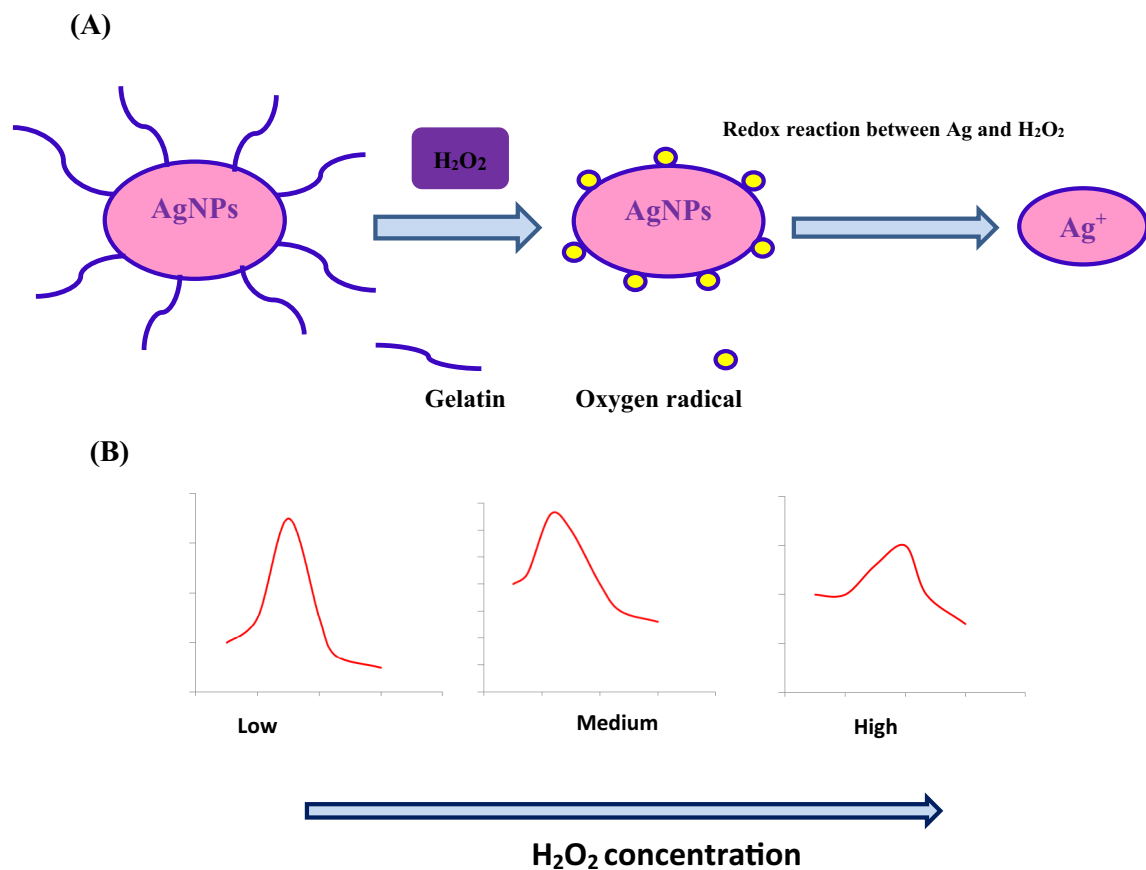 (A)
Redox reaction between Ag and H₂O₂
H₂O₂
AgNPs
AgNPs
Ag⁺
Gelatin
Oxygen radical
(B)
Low
Medium
High
H₂O₂ concentration